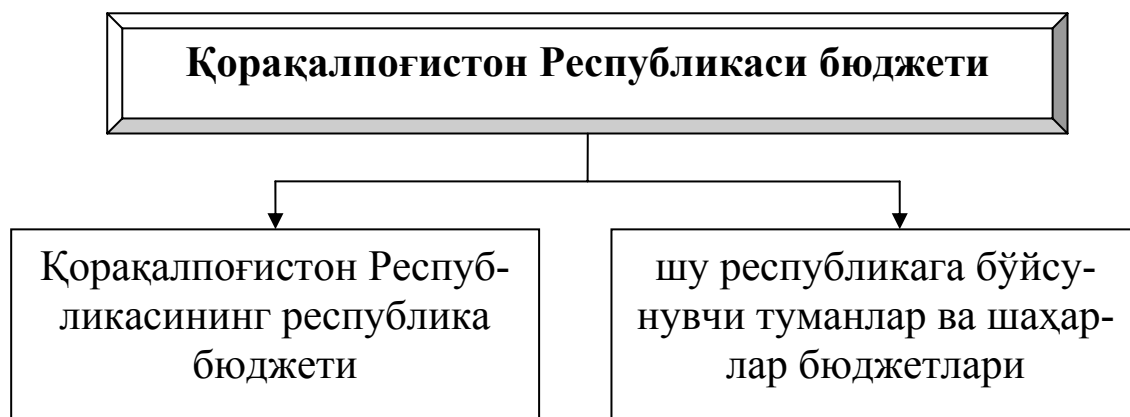 Қорақалпоғистон Республикаси бюджети
Қорақалпоғистон Респуб-
ликасининг республика
бюджети
шу республикага бўйсу-
нувчи туманлар ва шаҳар-
лар бюджетлари